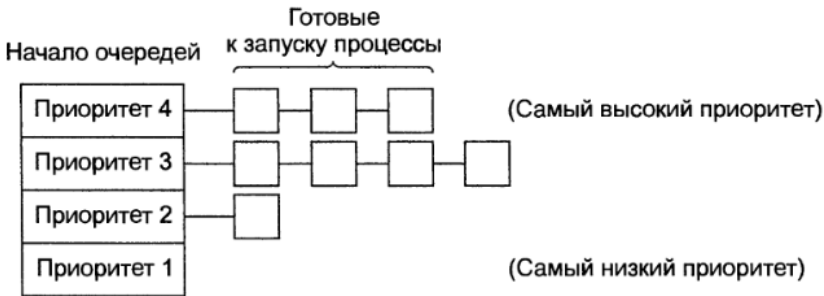 Готовые
к запуску процессы
Начало очередей
Приоритет 4
(Самый высокий приоритет)
Приоритет 3
Приоритет 2
Приоритет 1
(Самый низкий приоритет)